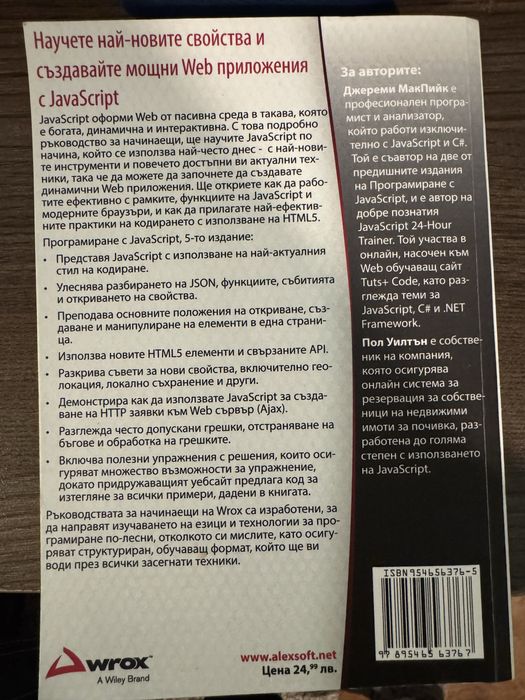 Научете най-новите свойства и
създавайте мощни Web приложения
с JavaScript
JavaScript оформи Web от пасивна среда в такава, която
е богата, динамична и интерактивна. С това подробно
ръководство за начинаещи, ще научите JavaScript по
начина, който се използва най-често днес - с най-нови-
те инструменти и повечето достъпни ви актуални тех-
ники, така че да можете да започнете да създавате
динамични Web приложения. Ще откриете как да рабо-
тите ефективно с рамките, функциите на JavaScript и
модерните браузъри, и как да прилагате най-ефектив-
ните практики на кодирането с използване на HTML5.
Програмиране с JavaScript, 5-то издание:
• Представя JavaScript с използване на най-актуалния
стил на кодиране.
• Улеснява разбирането на JSON, функциите, събитията
и откриването на свойства.
• Преподава основните положения на откриване, съз-
даване и манипулиране на елементи в една страни-
ца.
• Използва новите HTML5 елементи и свързаните API.
• Разкрива съвети за нови свойства, включително гео-
локация, локално съхранение и други.
• Демонстрира как да използвате JavaScript за създа-
ване на HTTP заявки към Web сървър (Ajax).
• Разглежда често допускани грешки, отстраняване на
бъгове и обработка на грешките.
• Включва полезни упражнения с решения, които оси-
гуряват множество възможности за упражнение,
докато придружаващият уебсайт предлага код за
изтегляне за всички примери, дадени в книгата.
Ръководствата за начинаещи на Wrox са изработени, за
да направят изучаването на езици и технологии за про-
грамиране по-лесни, отколкото си мислите, като осигу-
ряват структуриран, обучаващ формат, който ще ви
води през всички засегнати техники.
wrox™
A Wiley Brand
www.alexsoft.net
Цена 24,99 лв.
За авторите:
Джереми МакПийк е
професионален програ-
мист и анализатор,
който работи изключи-
телно с JavaScript и C#.
Той е съавтор на две от
предишните издания
на Програмиране с
JavaScript, и е автор на
добре познатия
JavaScript 24-Hour
Trainer. Той участва в
онлайн, насочен към
Web обучаващ сайт
Tuts+ Code, като раз-
глежда теми за
JavaScript, C# и .NET
Framework.
Пол Уилтън е собстве-
ник на компания,
която осигурява
онлайн система за
резервация за собстве-
ници на недвижими
имоти за почивка, раз-
работена до голяма
степен с използването
на JavaScript.
ISBN954656376-5
9 789546 563767